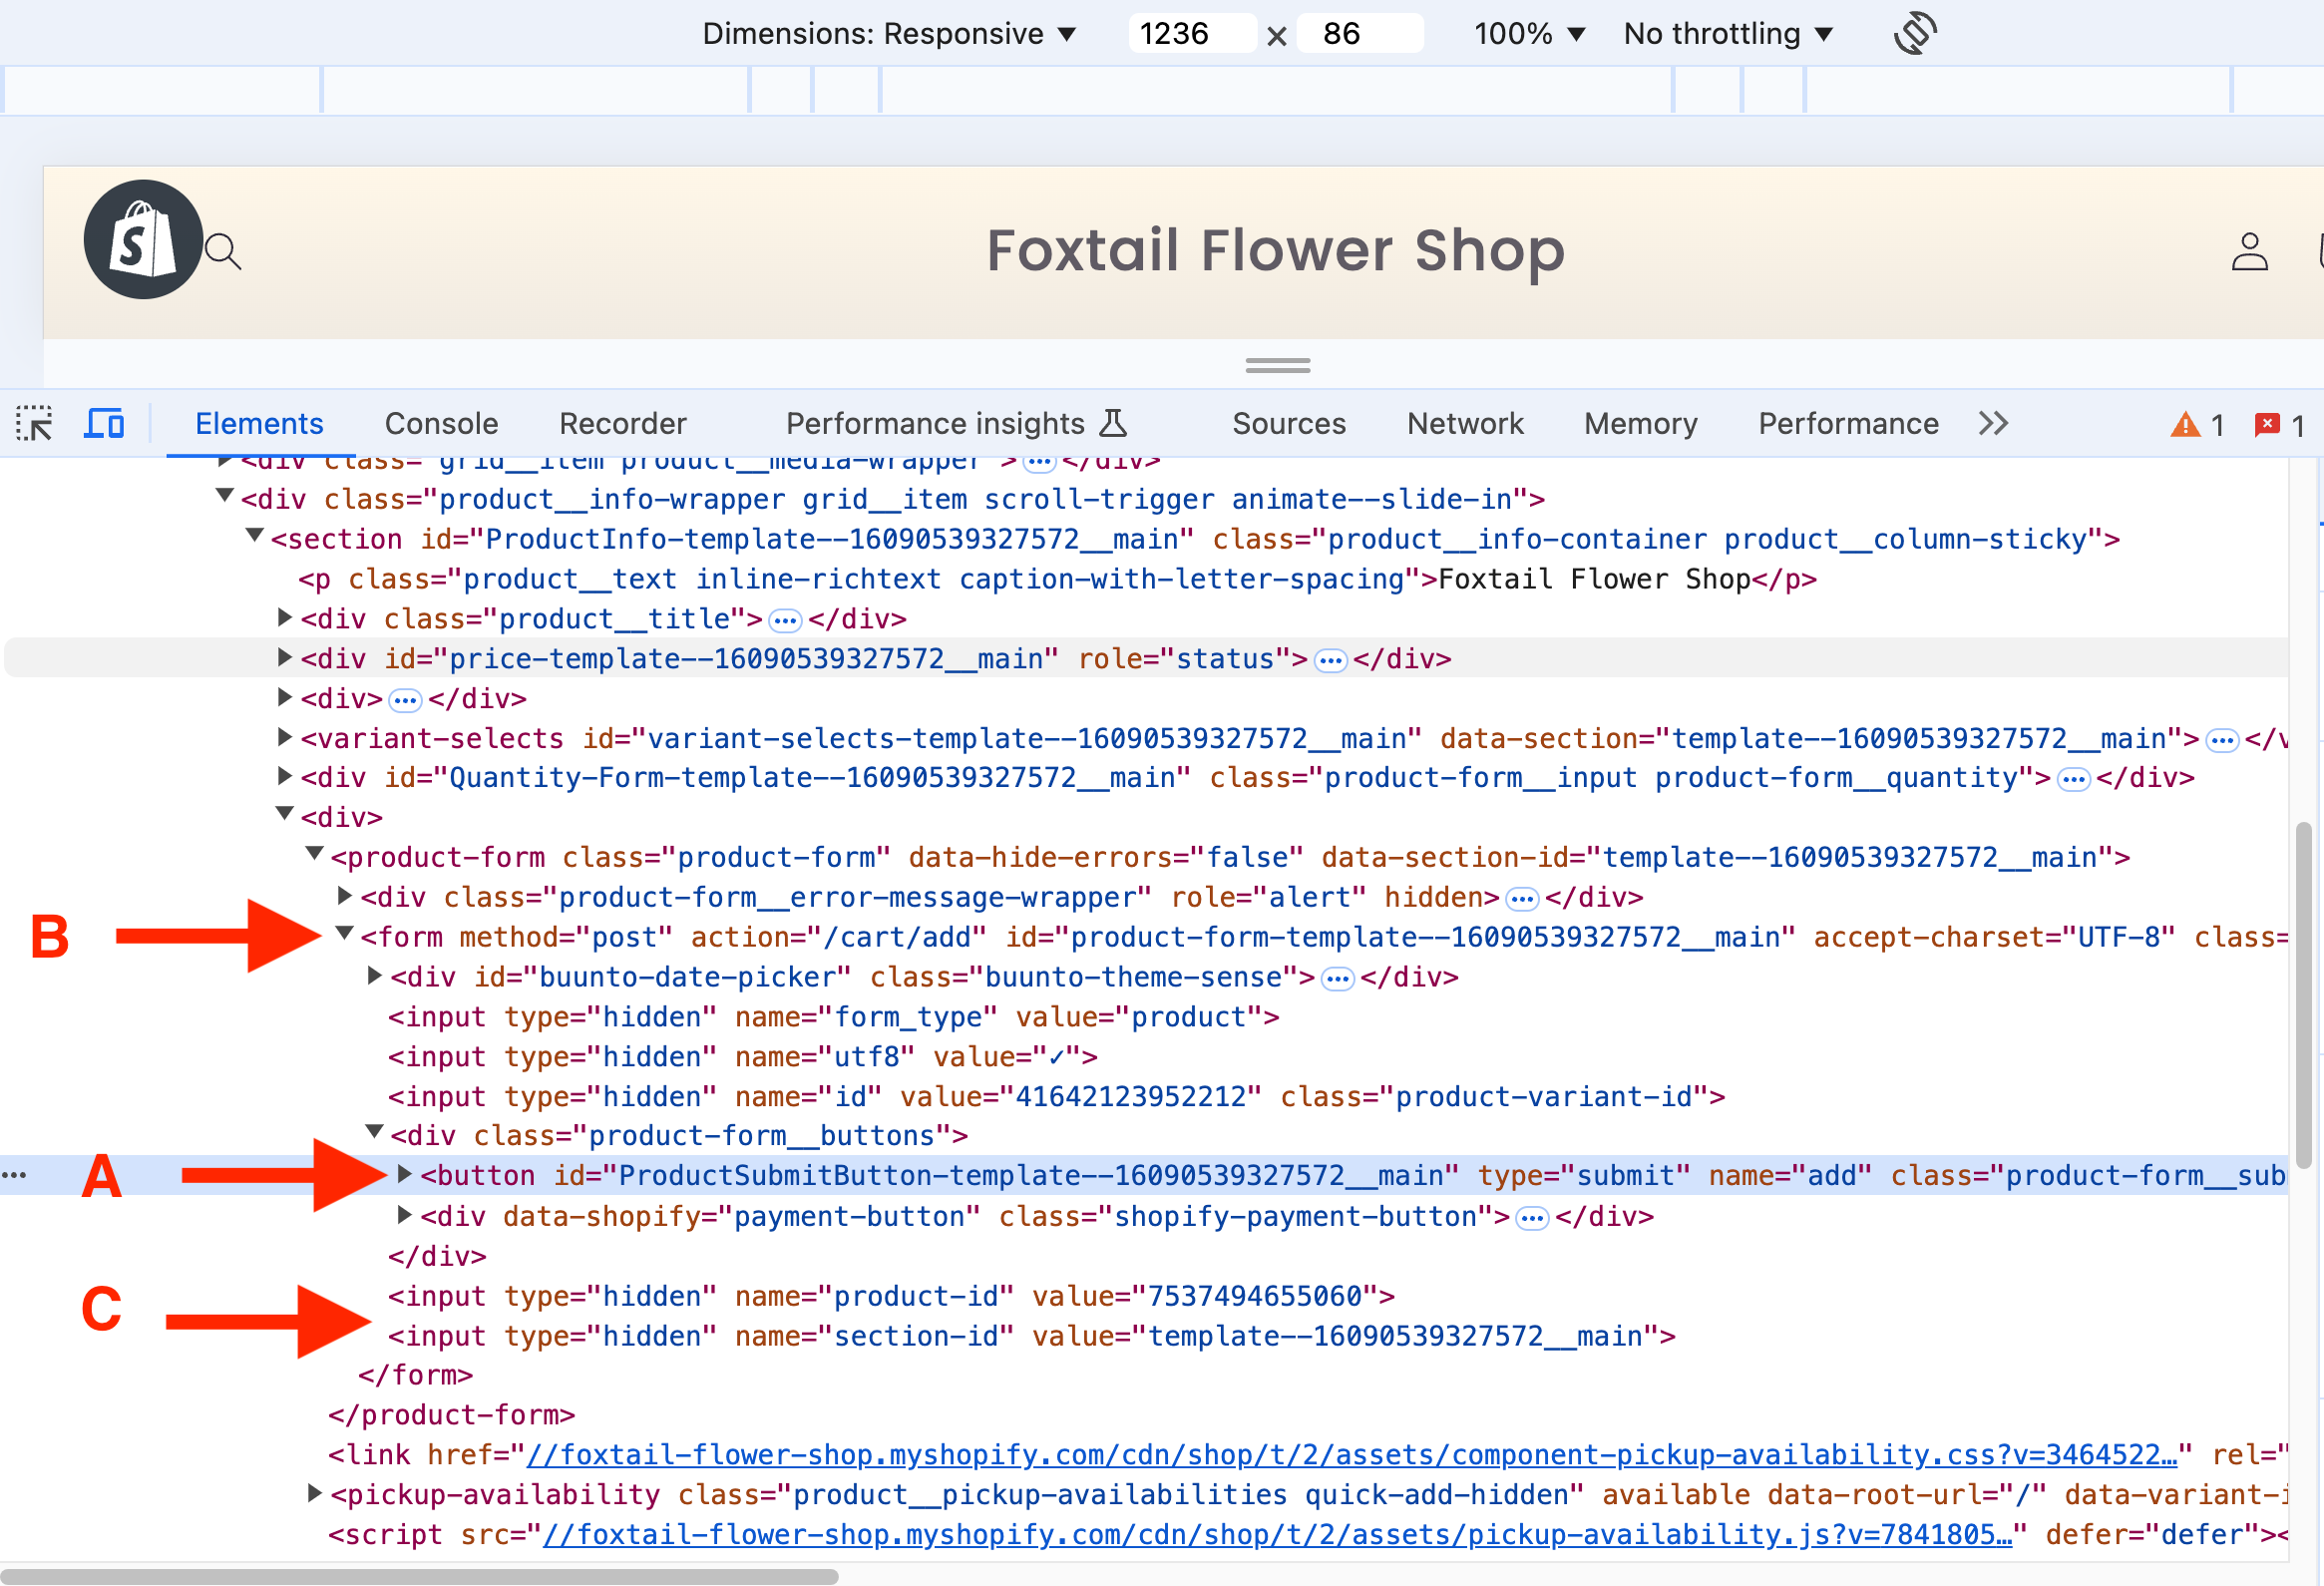 Dimensions: Responsive ▼ 1236 × 86 100% ▼ No throttling ▼
Foxtail Flower Shop
Elements Console Recorder Performance insights Sources Network Memory Performance 1 1
<div class="grid__item product__media-wrapper">…</div>
<div class="product__info-wrapper grid__item scroll-trigger animate--slide-in">
<section id="ProductInfo-template--16090539327572__main" class="product__info-container product__column-sticky">
<p class="product__text inline-richtext caption-with-letter-spacing">Foxtail Flower Shop</p>
<div class="product__title">…</div>
<div id="price-template--16090539327572__main" role="status">…</div>
<div>…</div>
<variant-selects id="variant-selects-template--16090539327572__main" data-section="template--16090539327572__main">…</v
<div id="Quantity-Form-template--16090539327572__main" class="product-form__input product-form__quantity">…</div>
<div>
<product-form class="product-form" data-hide-errors="false" data-section-id="template--16090539327572__main">
<div class="product-form__error-message-wrapper" role="alert" hidden>…</div>
B <form method="post" action="/cart/add" id="product-form-template--16090539327572__main" accept-charset="UTF-8" class=
<div id="buunto-date-picker" class="buunto-theme-sense">…</div>
<input type="hidden" name="form_type" value="product">
<input type="hidden" name="utf8" value="✓">
<input type="hidden" name="id" value="41642123952212" class="product-variant-id">
<div class="product-form__buttons">
… A <button id="ProductSubmitButton-template--16090539327572__main" type="submit" name="add" class="product-form__sub
<div data-shopify="payment-button" class="shopify-payment-button">…</div>
</div>
<input type="hidden" name="product-id" value="7537494655060">
C <input type="hidden" name="section-id" value="template--16090539327572__main">
</form>
</product-form>
<link href="//foxtail-flower-shop.myshopify.com/cdn/shop/t/2/assets/component-pickup-availability.css?v=3464522…" rel="
<pickup-availability class="product__pickup-availabilities quick-add-hidden" available data-root-url="/" data-variant-i
<script src="//foxtail-flower-shop.myshopify.com/cdn/shop/t/2/assets/pickup-availability.js?v=7841805…" defer="defer"><